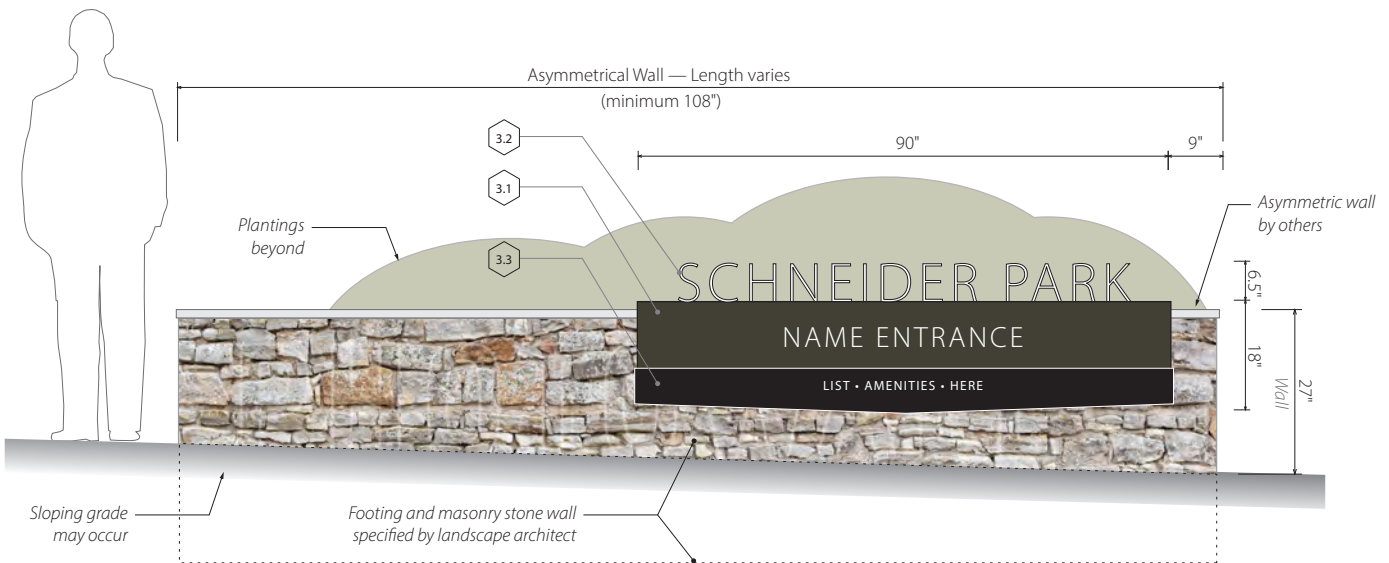 Asymmetrical Wall — Length varies
(minimum 108")
3.2
90"
9"
3.1
Asymmetric wall
by others
Plantings
beyond
3.3
SCHNEIDER PARK
6.5"
NAME ENTRANCE
18"
LIST • AMENITIES • HERE
27"
Wall
Sloping grade
may occur
Footing and masonry stone wall
specified by landscape architect